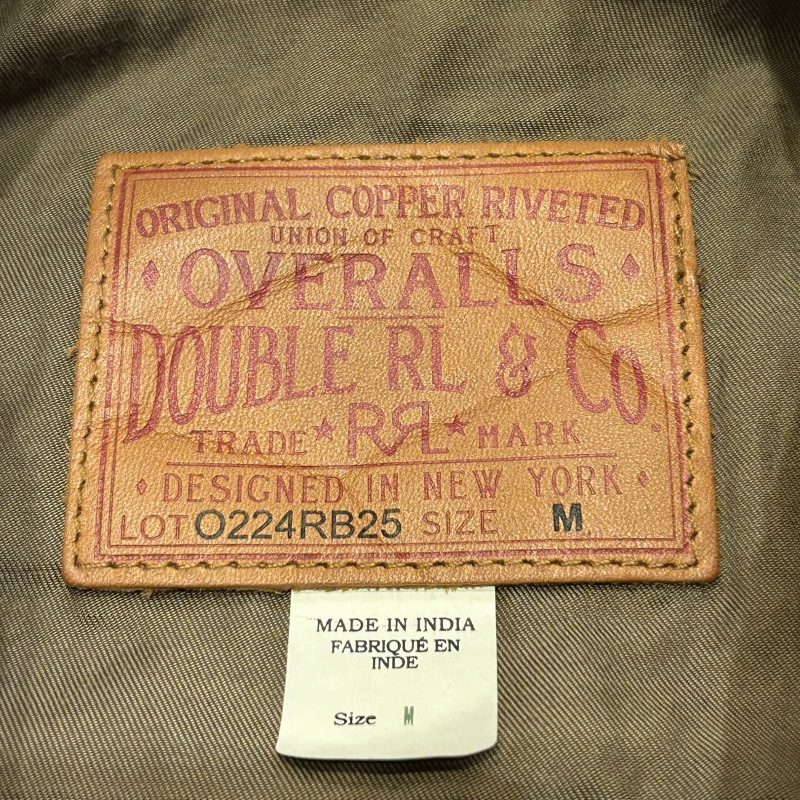 ORIGINAL COPPER RIVETED
UNION OF CRAFT
OVERALLS
DOUBLE RL & Co.
TRADE ★ RRL ★ MARK
DESIGNED IN NEW YORK
LOT O224RB25 SIZE M
MADE IN INDIA
FABRIQUÉ EN
INDE
Size M